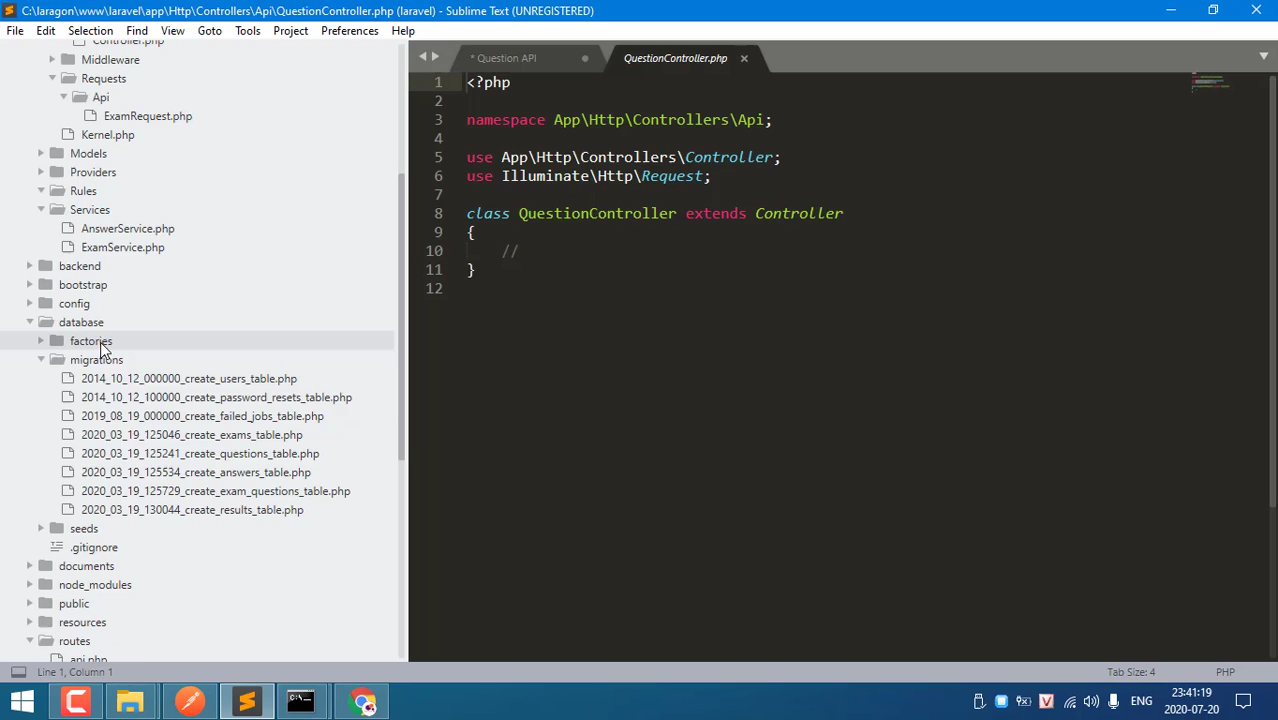 C:\laragon\www\laravel\app\Http\Controllers\Api\QuestionController.php (laravel) - Sublime Text (UNREGISTERED)
File Edit Selection Find View Goto Tools Project Preferences Help
Controller.php
Middleware
Requests
Api
ExamRequest.php
Kernel.php
Models
Providers
Rules
Services
AnswerService.php
ExamService.php
backend
bootstrap
config
database
factories
migrations
2014_10_12_000000_create_users_table.php
2014_10_12_100000_create_password_resets_table.php
2019_08_19_000000_create_failed_jobs_table.php
2020_03_19_125046_create_exams_table.php
2020_03_19_125241_create_questions_table.php
2020_03_19_125534_create_answers_table.php
2020_03_19_125729_create_exam_questions_table.php
2020_03_19_130044_create_results_table.php
seeds
.gitignore
documents
node_modules
public
resources
routes
api.php
* Question API
QuestionController.php
1 <?php
2
3 namespace App\Http\Controllers\Api;
4
5 use App\Http\Controllers\Controller;
6 use Illuminate\Http\Request;
7
8 class QuestionController extends Controller
9 {
10 //
11 }
12
Line 1, Column 1
Tab Size: 4
PHP
ENG
23:41:19
2020-07-20